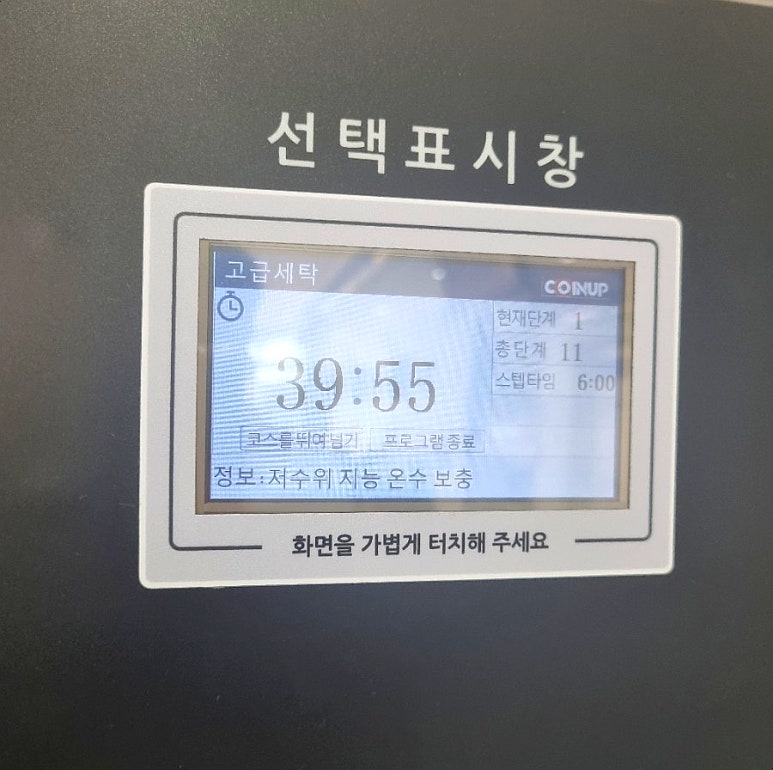 선택표시창
고급세탁
COINUP
현재단계 1
총단계 11
스텝타임 6:00
39:55
코스를뛰여넘기 프로그램종료
정보:저수위 지능 온수 보충
화면을 가볍게 터치해 주세요